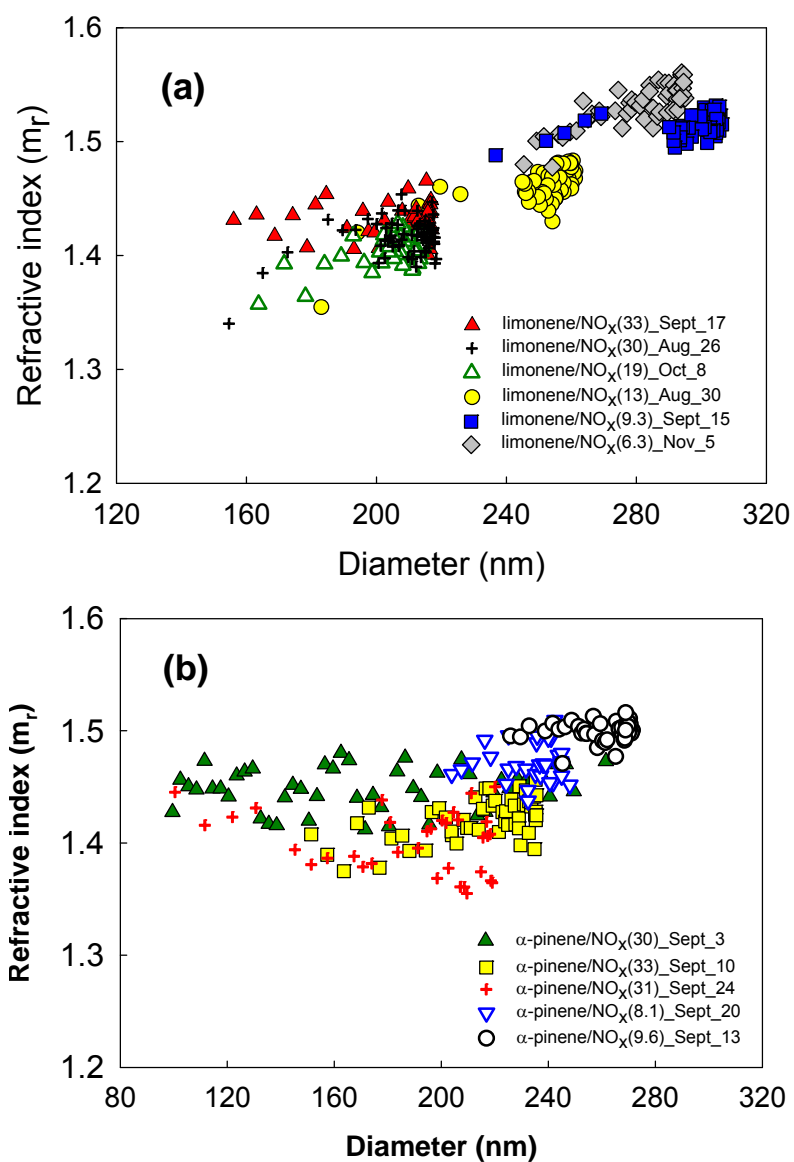 1.6
(a)
1.5
1.4
1.3
1.2
Refractive index (mr)
limonene/NOx(33)_Sept_17
limonene/NOx(30)_Aug_26
limonene/NOx(19)_Oct_8
limonene/NOx(13)_Aug_30
limonene/NOx(9.3)_Sept_15
limonene/NOx(6.3)_Nov_5
120 160 200 240 280 320
Diameter (nm)
1.6
(b)
1.5
1.4
1.3
1.2
Refractive index (mr)
α-pinene/NOx(30)_Sept_3
α-pinene/NOx(33)_Sept_10
α-pinene/NOx(31)_Sept_24
α-pinene/NOx(8.1)_Sept_20
α-pinene/NOx(9.6)_Sept_13
80 120 160 200 240 280 320
Diameter (nm)